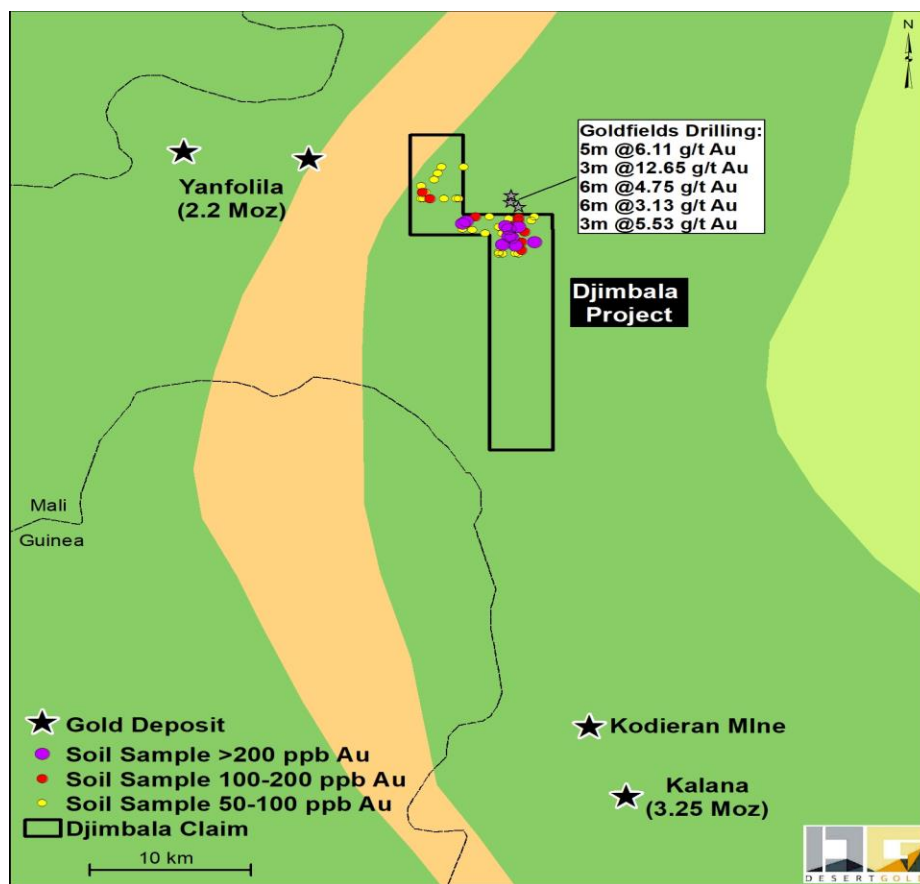 N
Goldfields Drilling:
5m @6.11 g/t Au
3m @12.65 g/t Au
6m @4.75 g/t Au
6m @3.13 g/t Au
3m @5.53 g/t Au
Yanfolila
(2.2 Moz)
Djimbala
Project
Mali
Guinea
Gold Deposit
Soil Sample >200 ppb Au
Soil Sample 100-200 ppb Au
Soil Sample 50-100 ppb Au
Djimbala Claim
10 km
Kodieran MIne
Kalana
(3.25 Moz)
DESERT GOLD